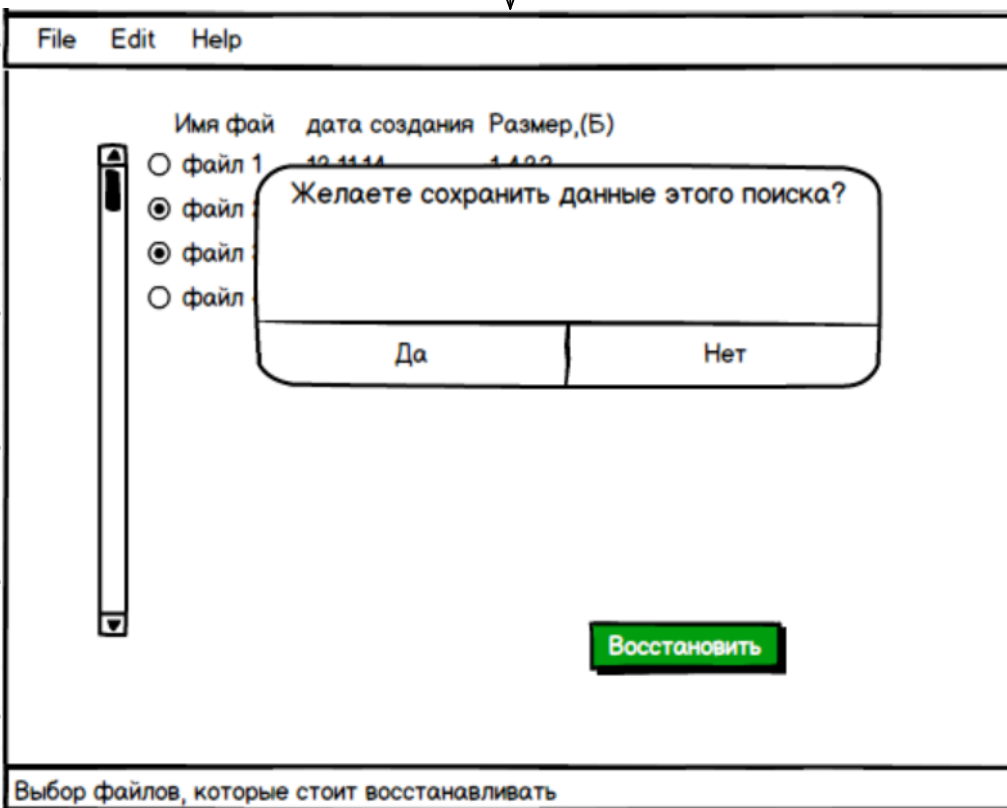 File Edit Help
Имя фай дата создания Размер,(Б)
файл 1
Желаете сохранить данные этого поиска?
файл
файл
файл
Да Нет
Восстановить
Выбор файлов, которые стоит восстанавливать